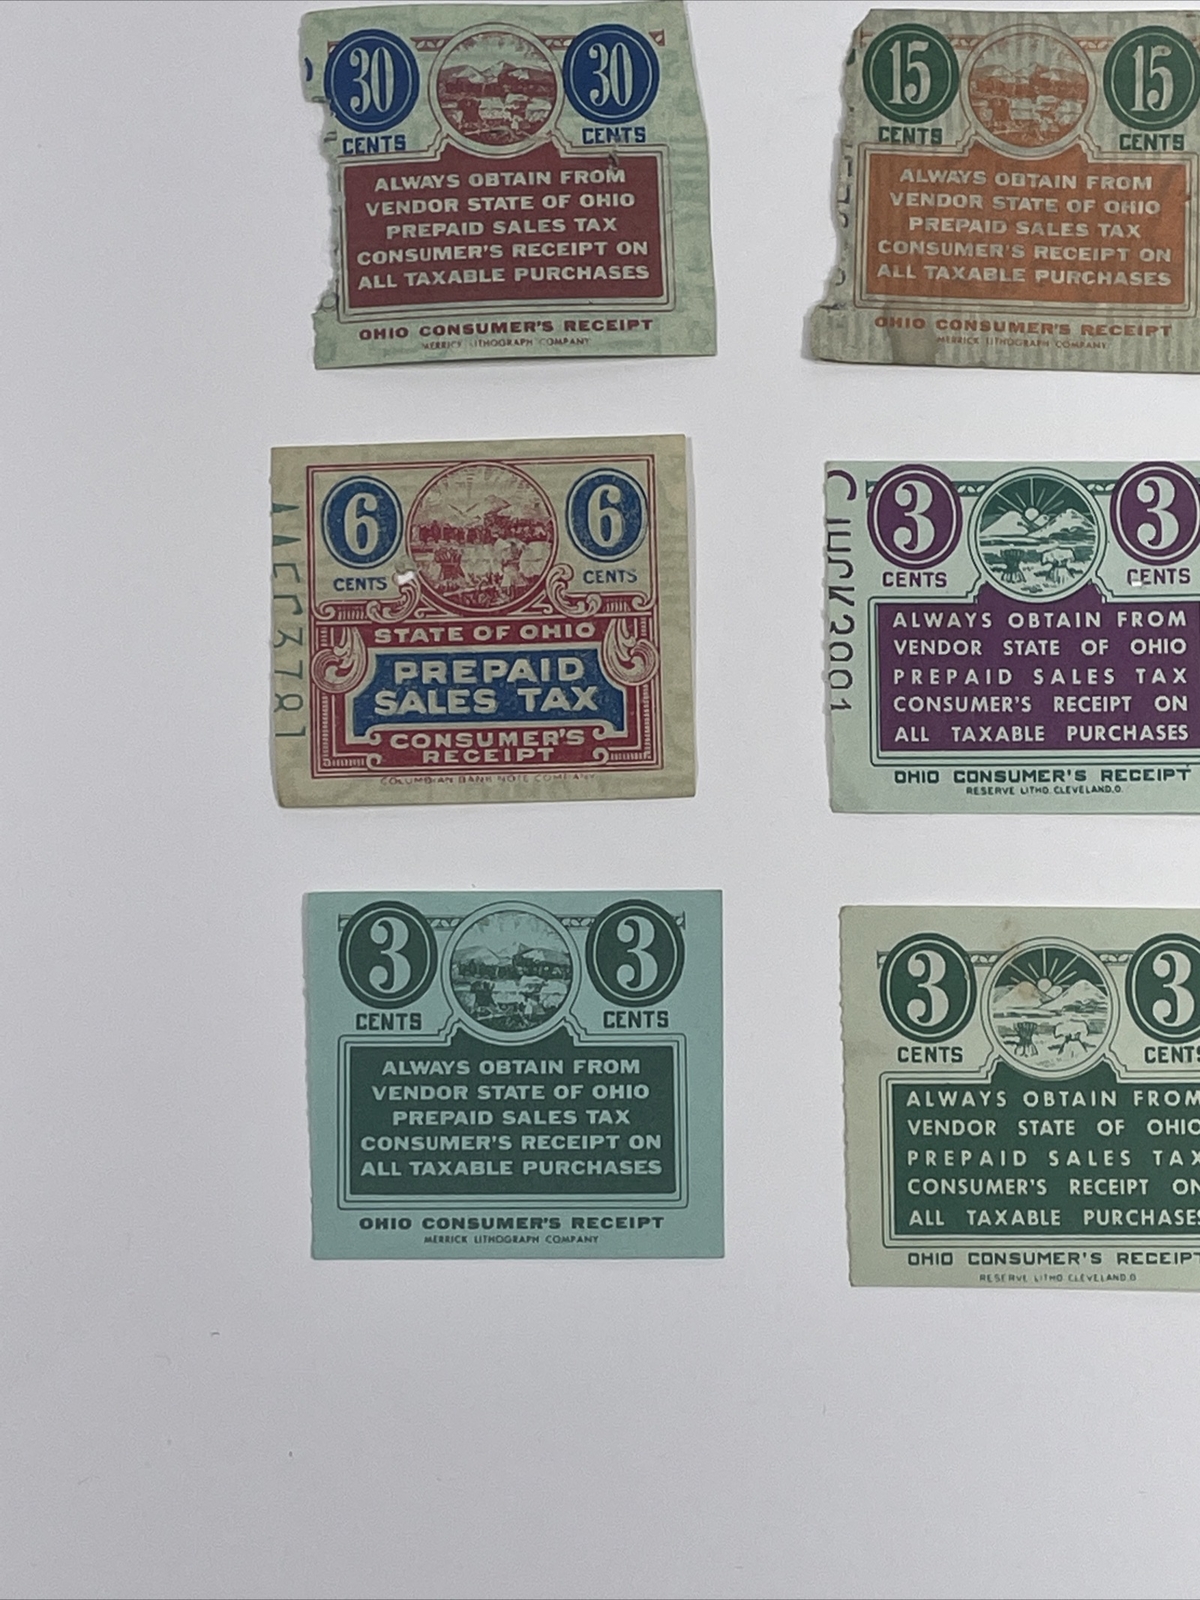 30 30
CENTS CENTS
ALWAYS OBTAIN FROM
VENDOR STATE OF OHIO
PREPAID SALES TAX
CONSUMER'S RECEIPT ON
ALL TAXABLE PURCHASES
OHIO CONSUMER'S RECEIPT
MERRICK LITHOGRAPH COMPANY
15 15
CENTS CENTS
ALWAYS OBTAIN FROM
VENDOR STATE OF OHIO
PREPAID SALES TAX
CONSUMER'S RECEIPT ON
ALL TAXABLE PURCHASES
OHIO CONSUMER'S RECEIPT
MERRICK LITHOGRAPH COMPANY
6 6
CENTS CENTS
STATE OF OHIO
PREPAID
SALES TAX
CONSUMER'S
RECEIPT
COLUMBIAN BANK NOTE COMPANY
3 3
CENTS CENTS
ALWAYS OBTAIN FROM
VENDOR STATE OF OHIO
PREPAID SALES TAX
CONSUMER'S RECEIPT ON
ALL TAXABLE PURCHASES
OHIO CONSUMER'S RECEIPT
RESERVE LITHO. CLEVELAND,O.
3 3
CENTS CENTS
ALWAYS OBTAIN FROM
VENDOR STATE OF OHIO
PREPAID SALES TAX
CONSUMER'S RECEIPT ON
ALL TAXABLE PURCHASES
OHIO CONSUMER'S RECEIPT
MERRICK LITHOGRAPH COMPANY
3 3
CENTS CENTS
ALWAYS OBTAIN FROM
VENDOR STATE OF OHIO
PREPAID SALES TAX
CONSUMER'S RECEIPT ON
ALL TAXABLE PURCHASES
OHIO CONSUMER'S RECEIPT
RESERVE LITHO. CLEVELAND,O.